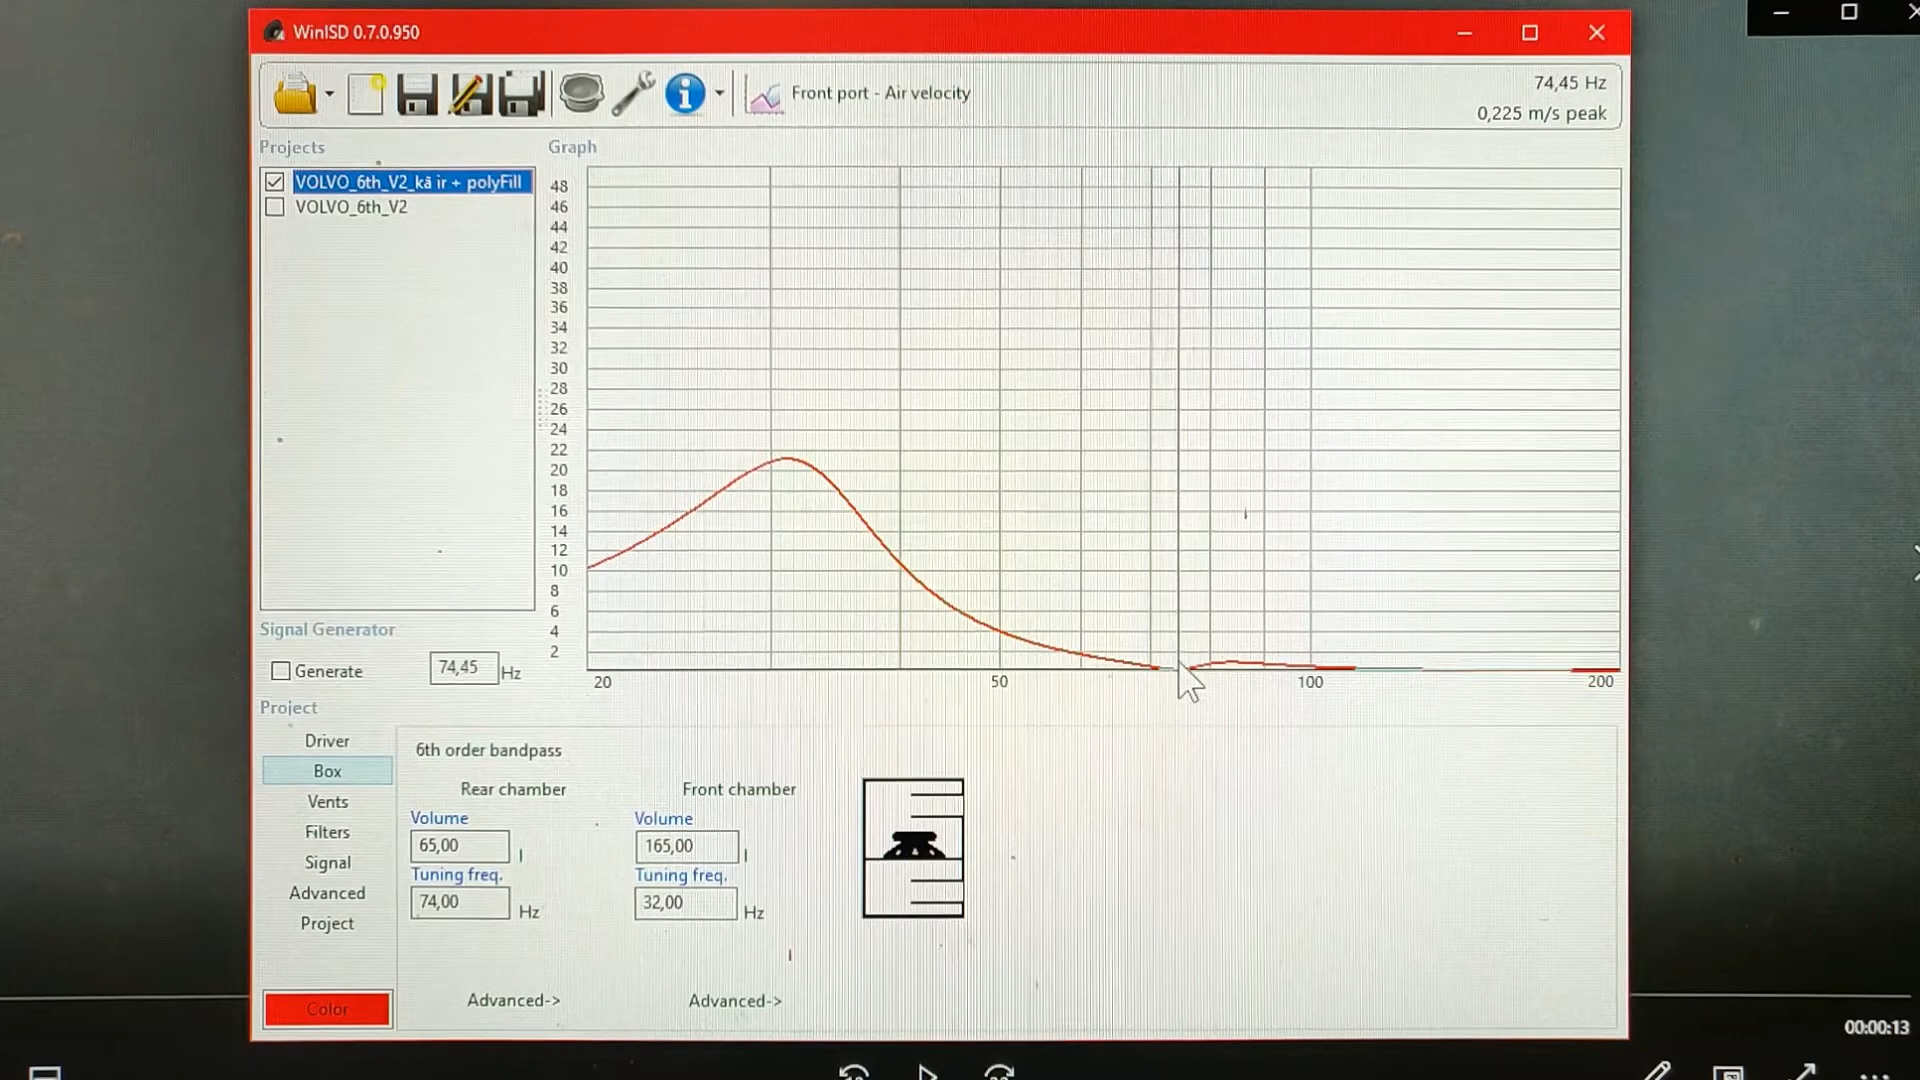 WinISD 0.7.0.950
Front port - Air velocity
74,45 Hz
0,225 m/s peak
Projects
Graph
VOLVO_6th_V2_kā ir + polyFill
VOLVO_6th_V2
48
46
44
42
40
38
36
34
32
30
28
26
24
22
20
18
16
14
12
10
8
6
4
2
20
50
100
200
Signal Generator
Generate
74,45
Hz
Project
Driver
Box
Vents
Filters
Signal
Advanced
Project
Color
6th order bandpass
Rear chamber
Front chamber
Volume
Volume
65,00 l
165,00 l
Tuning freq.
Tuning freq.
74,00 Hz
32,00 Hz
Advanced->
Advanced->
00:00:13